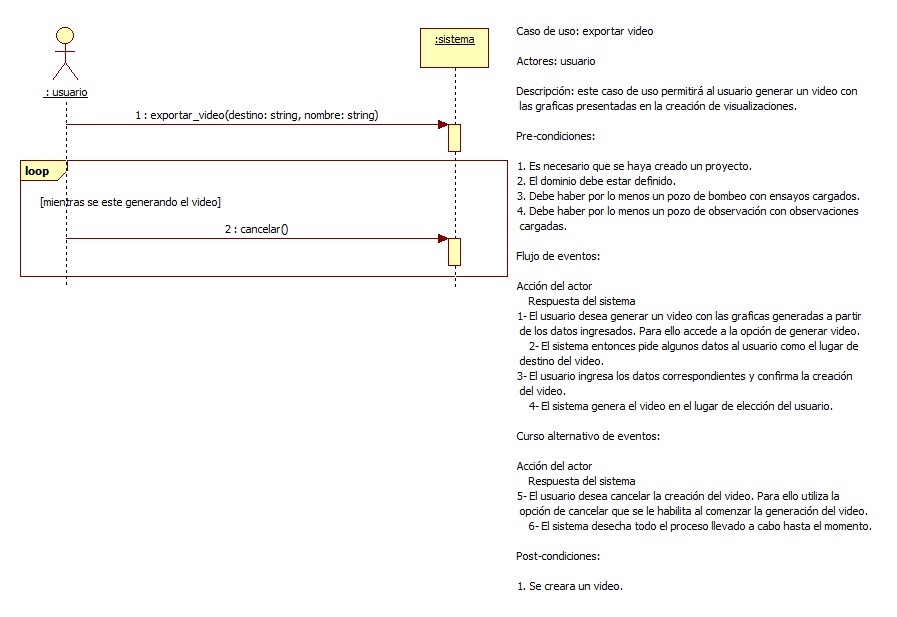 :sistema
: usuario
1 : exportar_video(destino: string, nombre: string)
loop
[mientras se este generando el video]
2 : cancelar()
Caso de uso: exportar video
Actores: usuario
Descripción: este caso de uso permitirá al usuario generar un video con
las graficas presentadas en la creación de visualizaciones.
Pre-condiciones:
1. Es necesario que se haya creado un proyecto.
2. El dominio debe estar definido.
3. Debe haber por lo menos un pozo de bombeo con ensayos cargados.
4. Debe haber por lo menos un pozo de observación con observaciones
cargadas.
Flujo de eventos:
Acción del actor
Respuesta del sistema
1- El usuario desea generar un video con las graficas generadas a partir
de los datos ingresados. Para ello accede a la opción de generar video.
2- El sistema entonces pide algunos datos al usuario como el lugar de
destino del video.
3- El usuario ingresa los datos correspondientes y confirma la creación
del video.
4- El sistema genera el video en el lugar de elección del usuario.
Curso alternativo de eventos:
Acción del actor
Respuesta del sistema
5- El usuario desea cancelar la creación del video. Para ello utiliza la
opción de cancelar que se le habilita al comenzar la generación del video.
6- El sistema desecha todo el proceso llevado a cabo hasta el momento.
Post-condiciones:
1. Se creara un video.